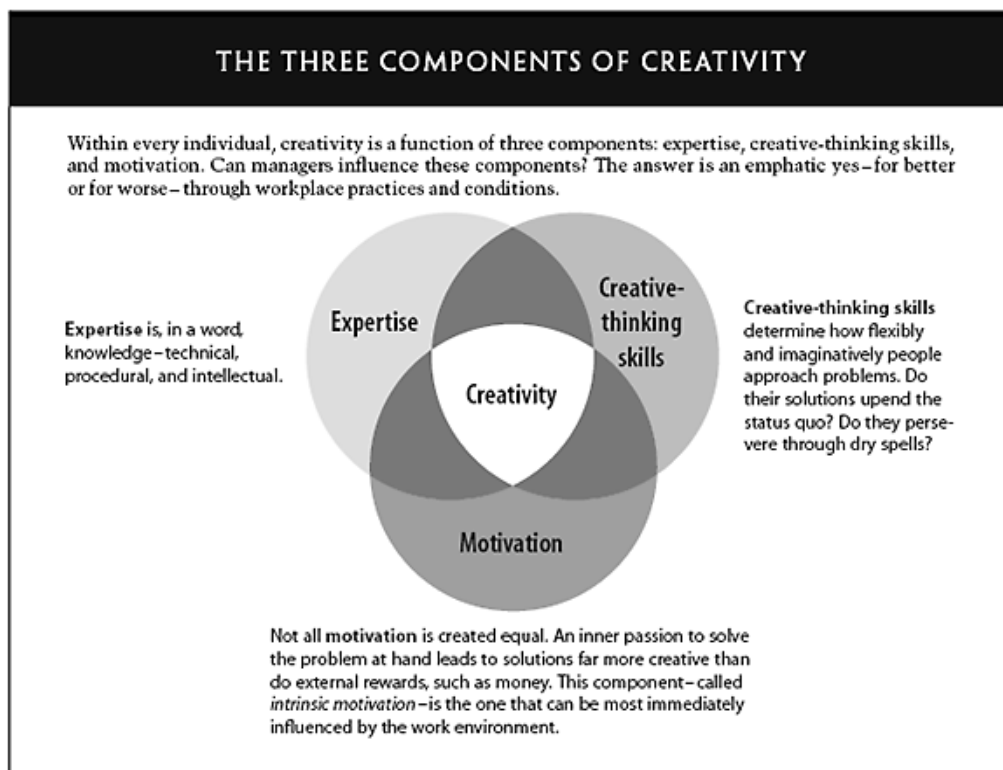 THE THREE COMPONENTS OF CREATIVITY
Within every individual, creativity is a function of three components: expertise, creative-thinking skills,
and motivation. Can managers influence these components? The answer is an emphatic yes–for better
or for worse–through workplace practices and conditions.
Expertise
Creative-
thinking
skills
Creativity
Motivation
Expertise is, in a word,
knowledge–technical,
procedural, and intellectual.
Creative-thinking skills
determine how flexibly
and imaginatively people
approach problems. Do
their solutions upend the
status quo? Do they perse-
vere through dry spells?
Not all motivation is created equal. An inner passion to solve
the problem at hand leads to solutions far more creative than
do external rewards, such as money. This component–called
intrinsic motivation–is the one that can be most immediately
influenced by the work environment.